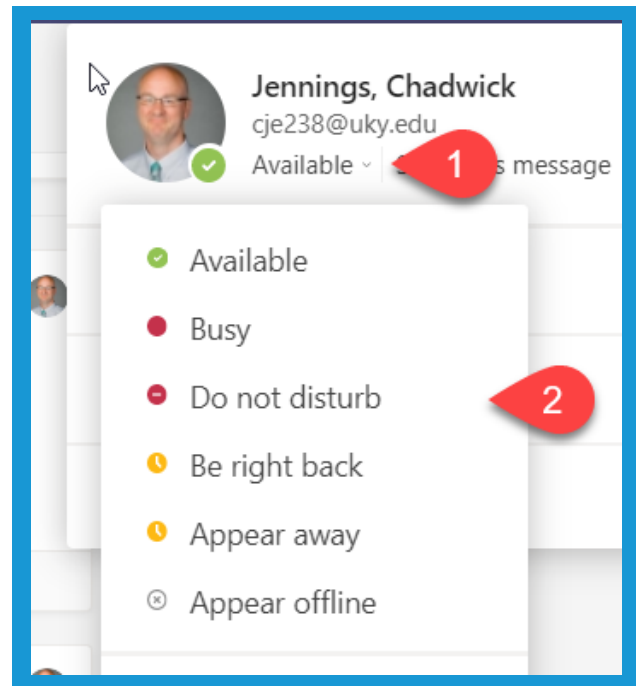 Jennings, Chadwick
cje238@uky.edu
Available 1 message
Available
Busy
Do not disturb 2
Be right back
Appear away
Appear offline